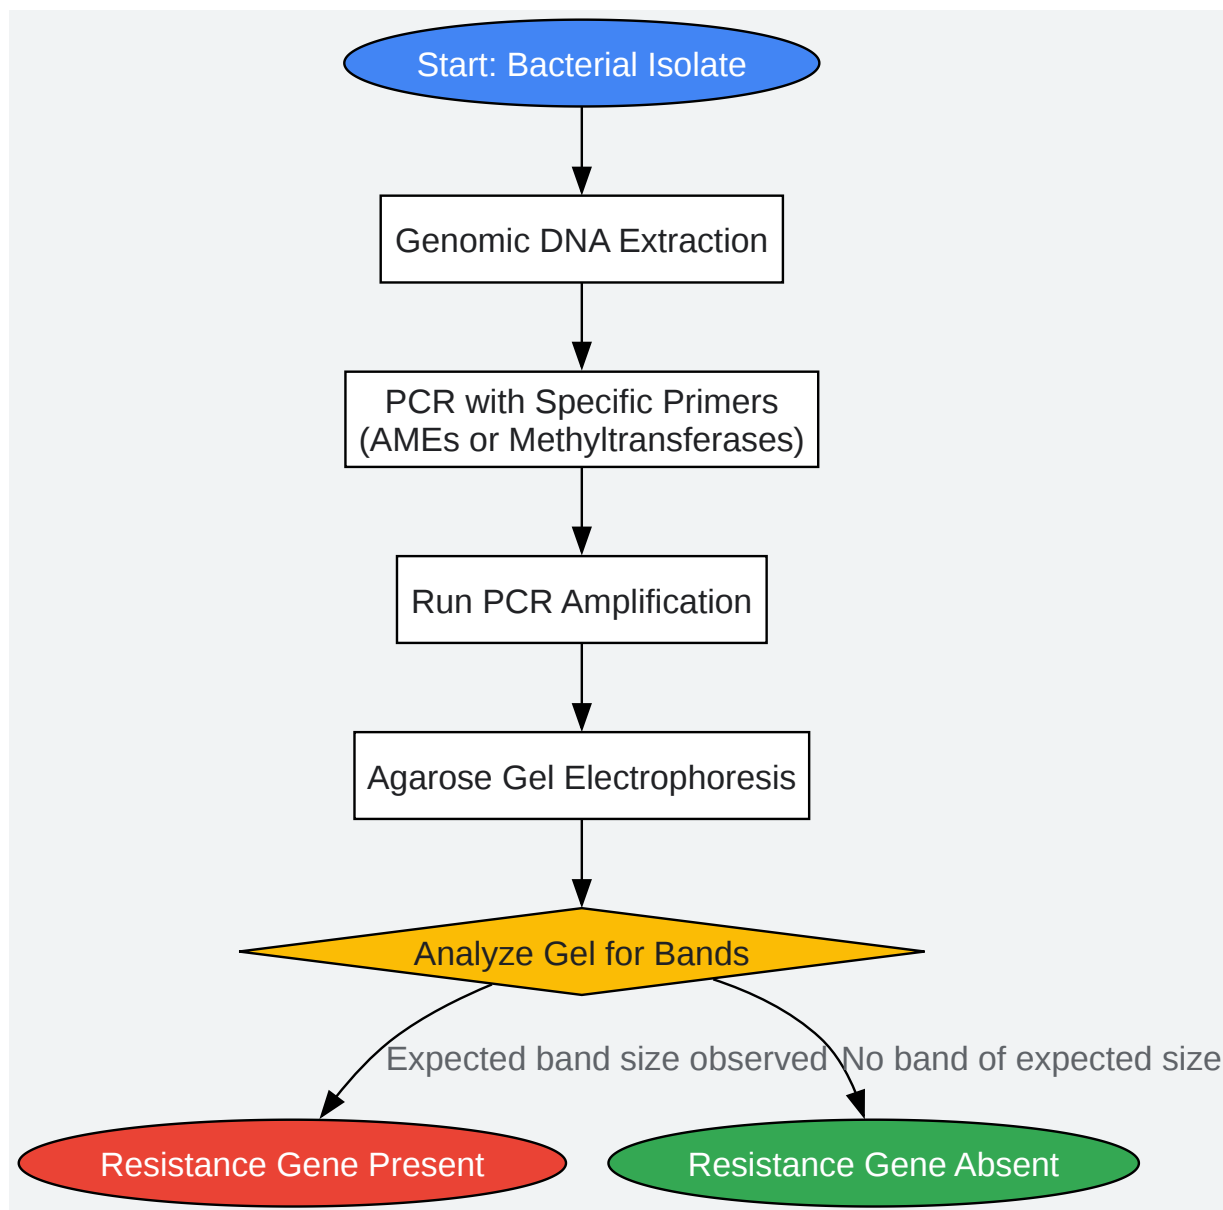 Start: Bacterial Isolate
Genomic DNA Extraction
PCR with Specific Primers
(AMEs or Methyltransferases)
Run PCR Amplification
Agarose Gel Electrophoresis
Analyze Gel for Bands
Expected band size observed
No band of expected size
Resistance Gene Present
Resistance Gene Absent